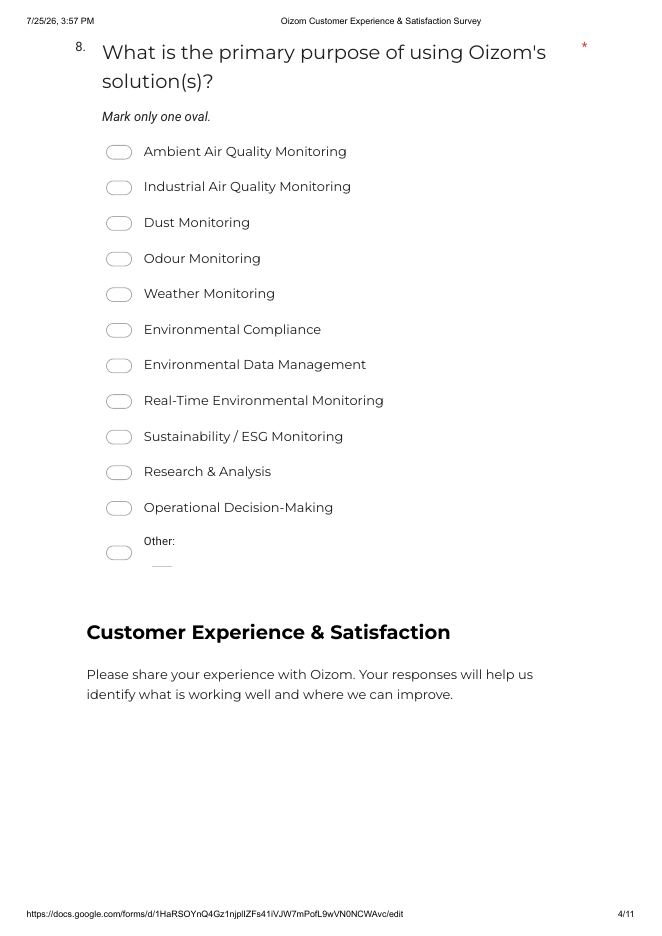 7/25/26, 3:57 PM
Oizom Customer Experience & Satisfaction Survey
8.
What is the primary purpose of using Oizom's *
solution(s)?
Mark only one oval.
Ambient Air Quality Monitoring
Industrial Air Quality Monitoring
Dust Monitoring
Odour Monitoring
Weather Monitoring
Environmental Compliance
Environmental Data Management
Real-Time Environmental Monitoring
Sustainability / ESG Monitoring
Research & Analysis
Operational Decision-Making
Other:
Customer Experience & Satisfaction
Please share your experience with Oizom. Your responses will help us
identify what is working well and where we can improve.
https://docs.google.com/forms/d/1HaRSOYnQ4Gz1njplIZFs41iVJW7mPofL9wVN0NCWAvc/edit
4/11